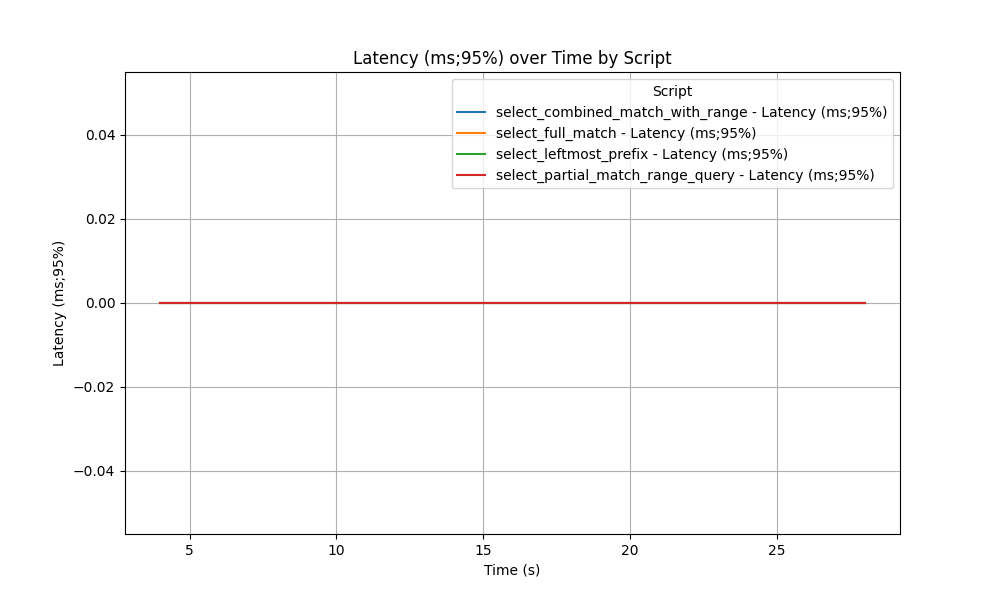 Latency (ms;95%) over Time by Script
Script
select_combined_match_with_range - Latency (ms;95%)
select_full_match - Latency (ms;95%)
select_leftmost_prefix - Latency (ms;95%)
select_partial_match_range_query - Latency (ms;95%)
Latency (ms;95%)
0.04
0.02
0.00
−0.02
−0.04
5 10 15 20 25
Time (s)